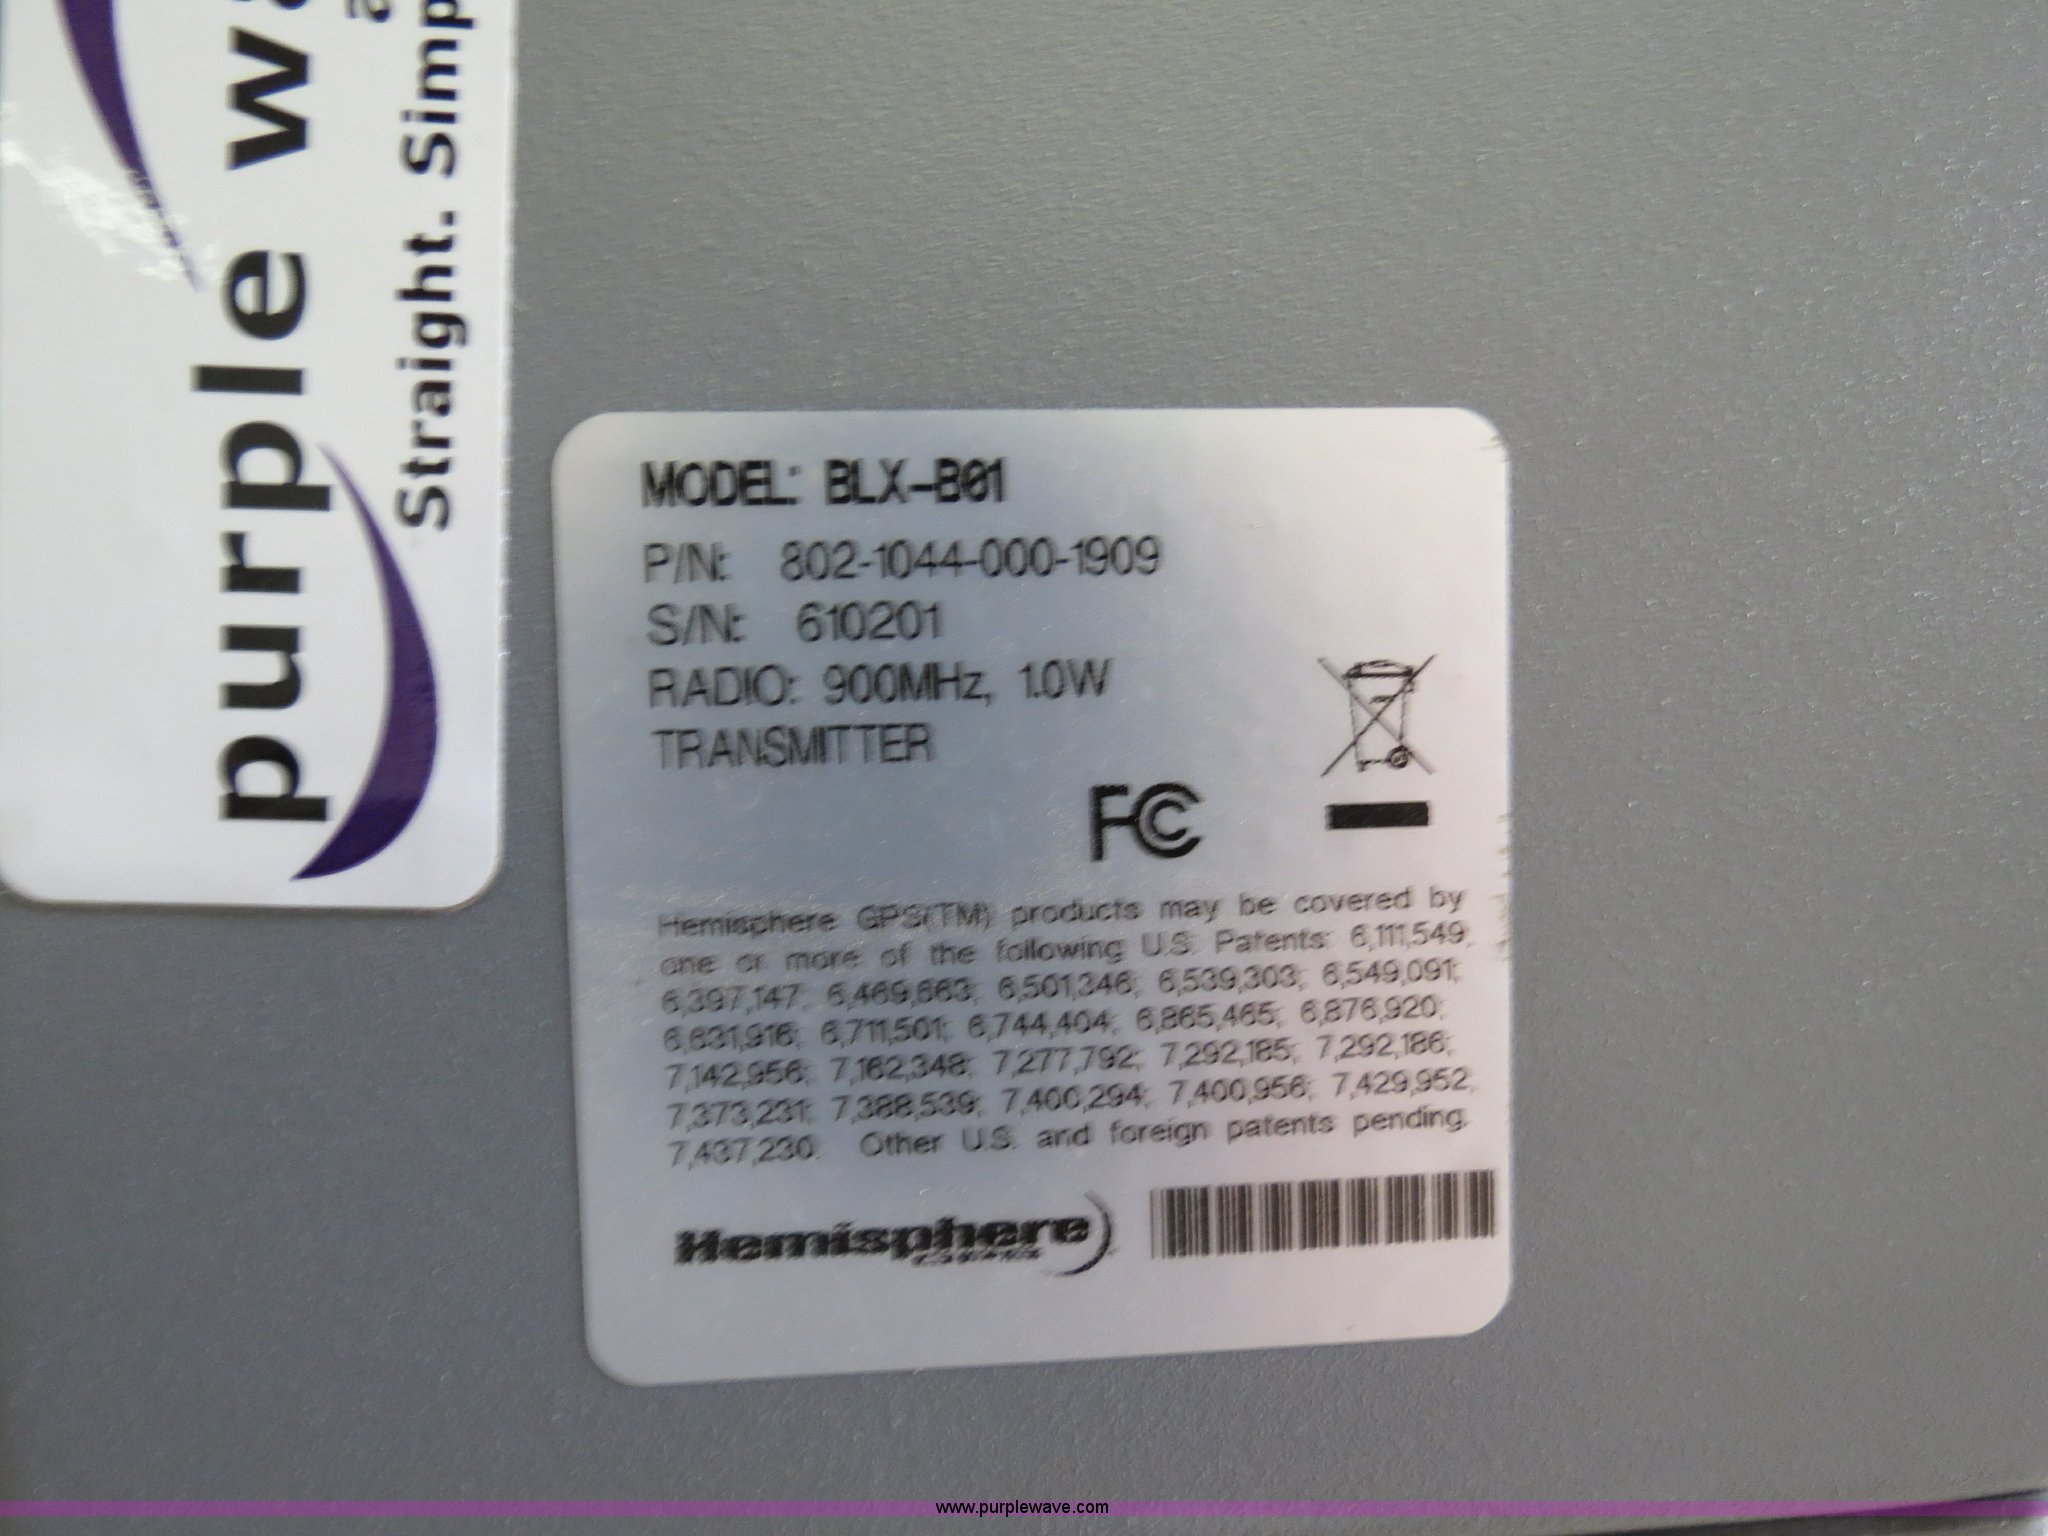 purple wa
Straight. Simp
MODEL: BLX-B01
P/N: 802-1044-000-1909
S/N: 610201
RADIO: 900MHz, 1.0W
TRANSMITTER
FC
Hemisphere GPS(TM) products may be covered by
one or more of the following U.S. Patents: 6,111,549;
6,397,147; 6,469,663; 6,501,346; 6,539,303; 6,549,091;
6,631,916; 6,711,501; 6,744,404; 6,865,465; 6,876,920;
7,142,956; 7,162,348; 7,277,792; 7,292,185; 7,292,186;
7,373,231; 7,388,539; 7,400,294; 7,400,956; 7,429,952;
7,437,230. Other U.S. and foreign patents pending.
Hemisphere
www.purplewave.com